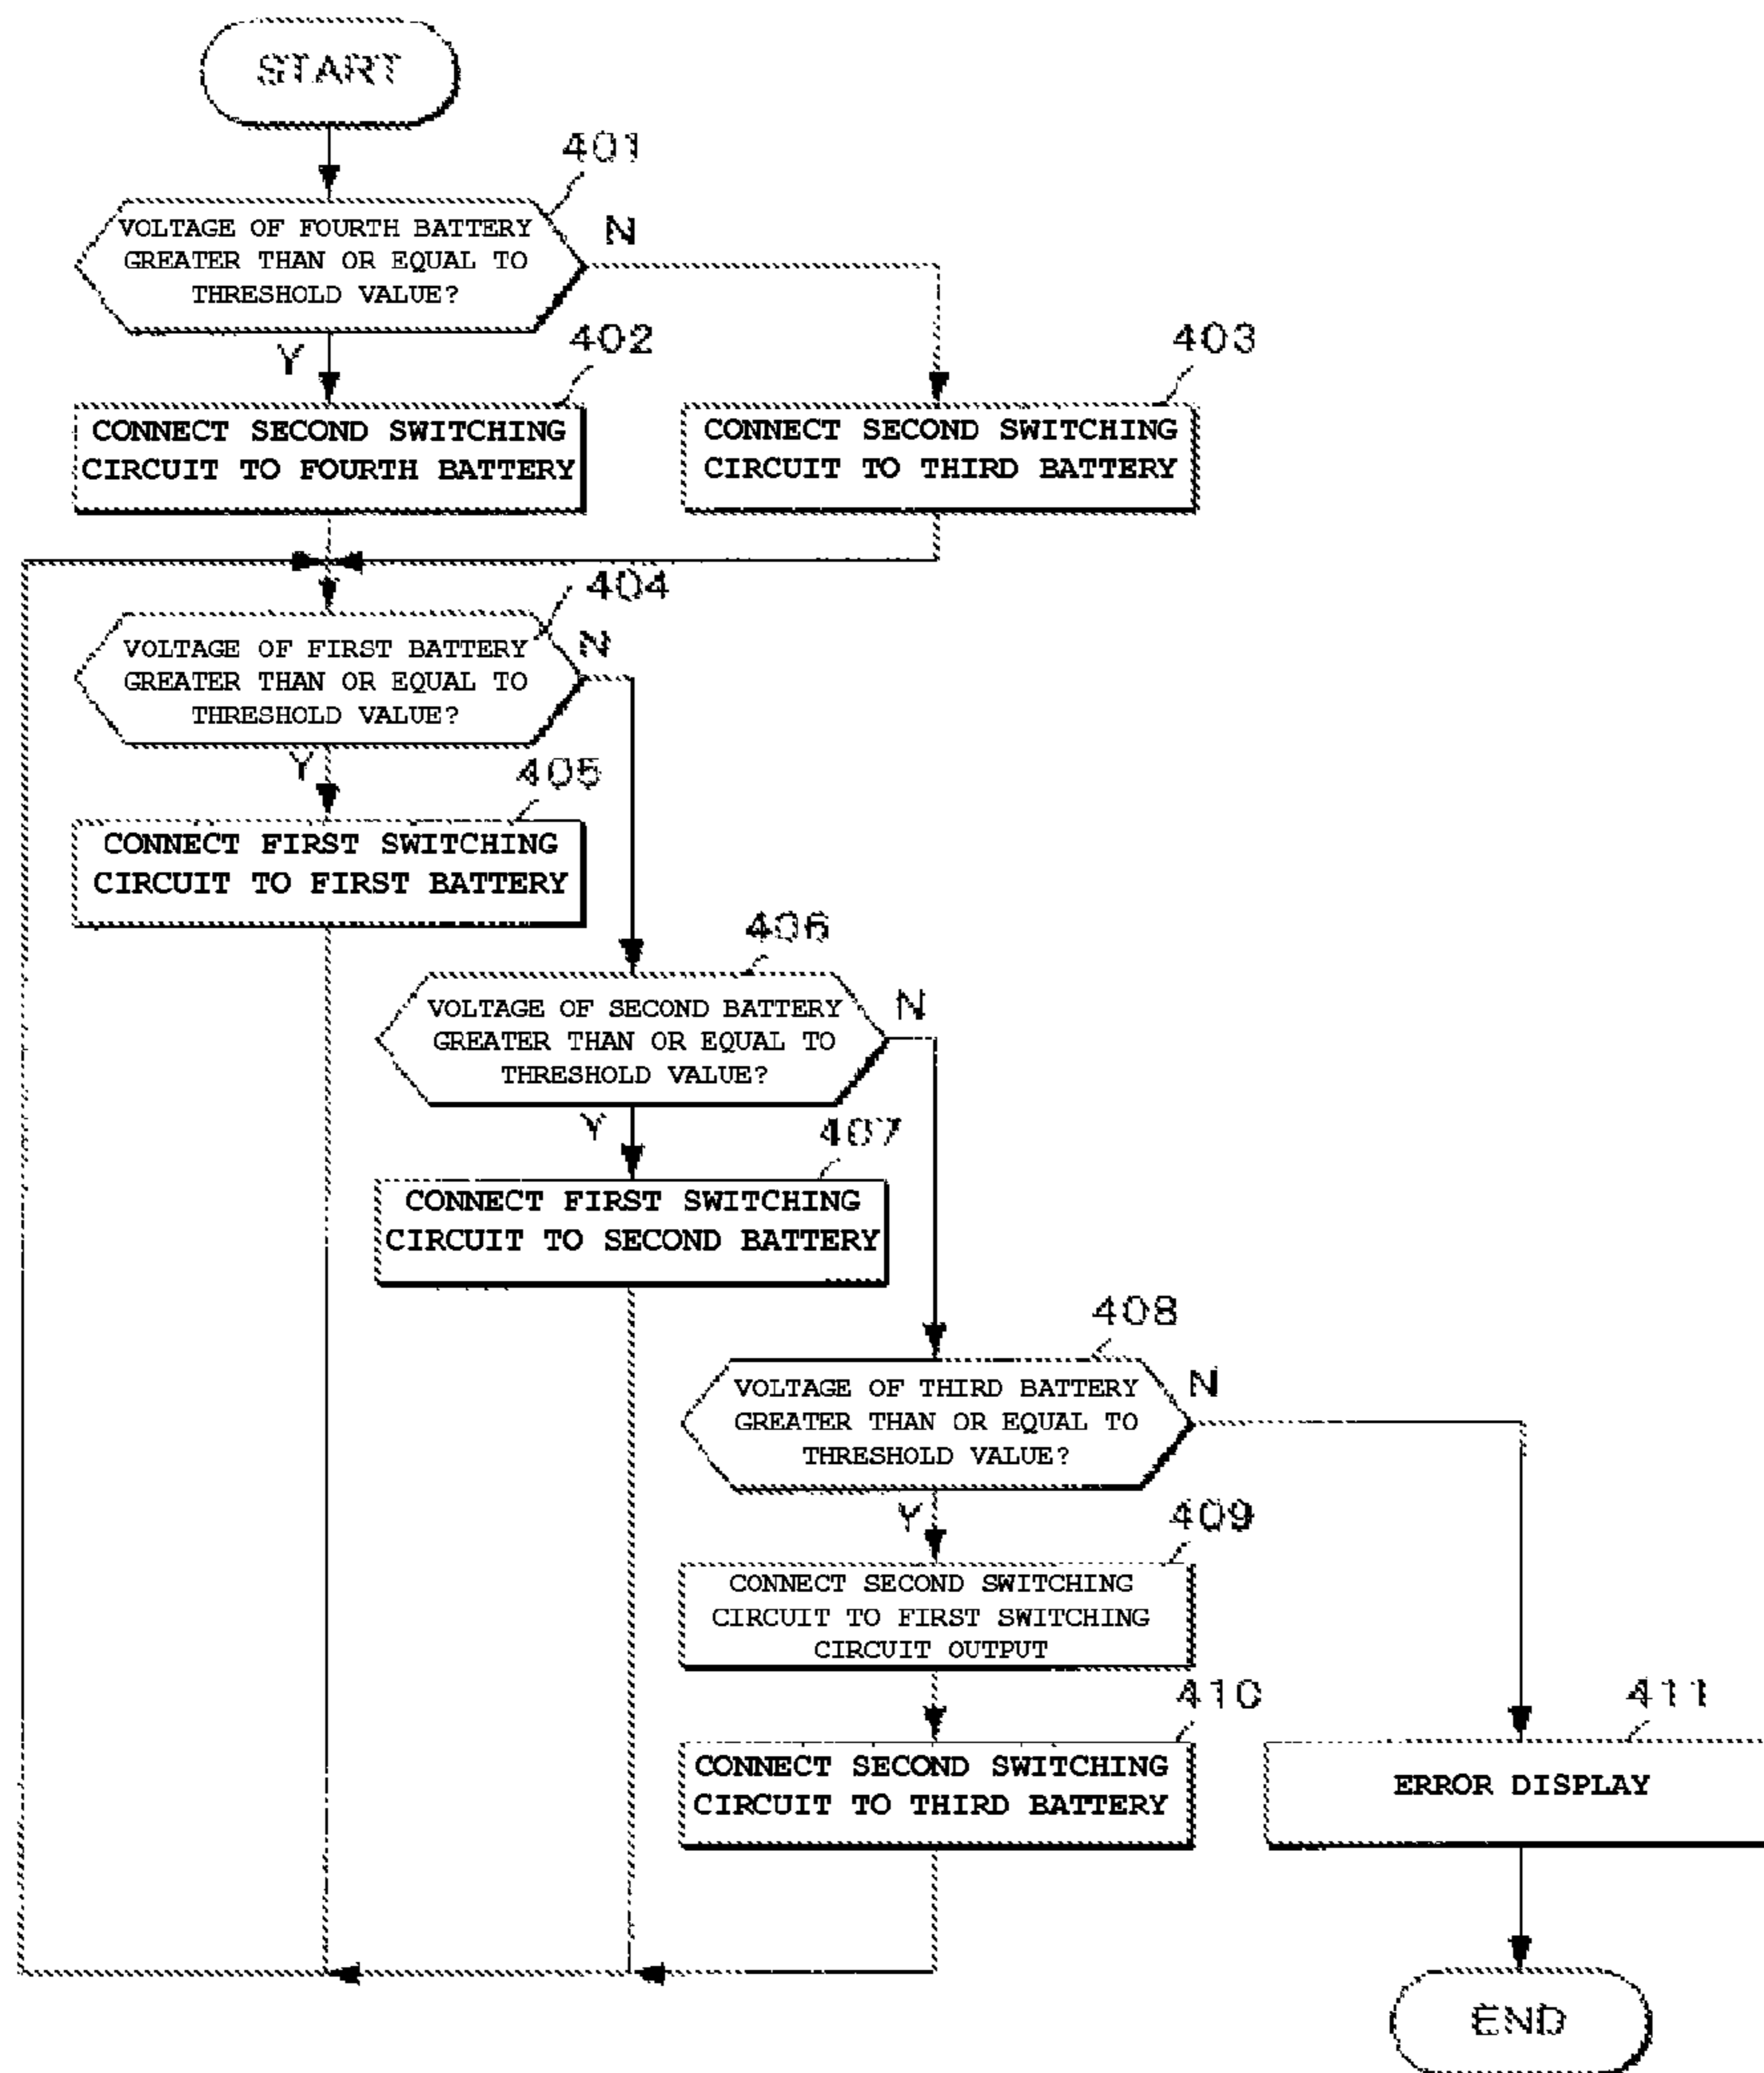 START
401
VOLTAGE OF FOURTH BATTERY
GREATER THAN OR EQUAL TO
THRESHOLD VALUE?
N
Y
402
CONNECT SECOND SWITCHING
CIRCUIT TO FOURTH BATTERY
403
CONNECT SECOND SWITCHING
CIRCUIT TO THIRD BATTERY
404
VOLTAGE OF FIRST BATTERY
GREATER THAN OR EQUAL TO
THRESHOLD VALUE?
N
Y
405
CONNECT FIRST SWITCHING
CIRCUIT TO FIRST BATTERY
406
VOLTAGE OF SECOND BATTERY
GREATER THAN OR EQUAL TO
THRESHOLD VALUE?
N
Y
407
CONNECT FIRST SWITCHING
CIRCUIT TO SECOND BATTERY
408
VOLTAGE OF THIRD BATTERY
GREATER THAN OR EQUAL TO
THRESHOLD VALUE?
N
Y
409
CONNECT SECOND SWITCHING
CIRCUIT TO FIRST SWITCHING
CIRCUIT OUTPUT
410
CONNECT SECOND SWITCHING
CIRCUIT TO THIRD BATTERY
411
ERROR DISPLAY
END